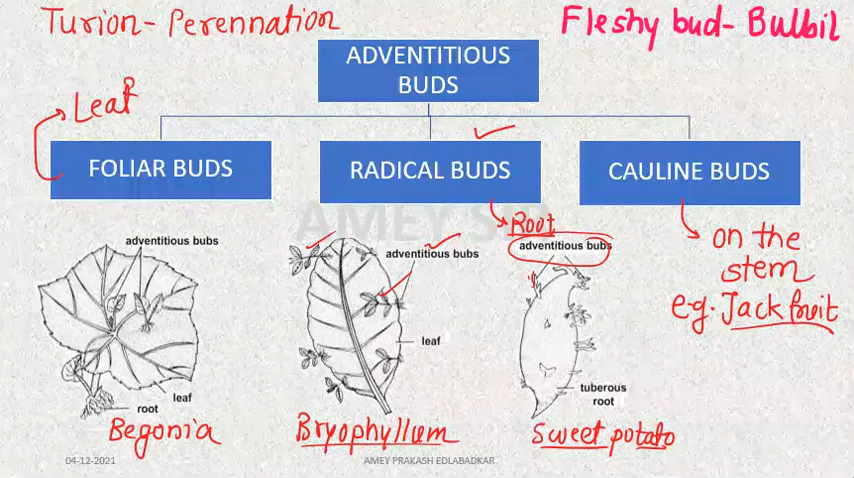 Turion- Perennation
Fleshy bud- Bulbil
ADVENTITIOUS
BUDS
Leaf
FOLIAR BUDS
RADICAL BUDS
CAULINE BUDS
AMEY SIR
Root
adventitious bubs
adventitious bubs
adventitious bubs
on the
stem
e.g. Jackfruit
leaf
root
leaf
tuberous
root
Begonia
Bryophyllum
Sweet potato
04-12-2021
AMEY PRAKASH EDLABADKAR